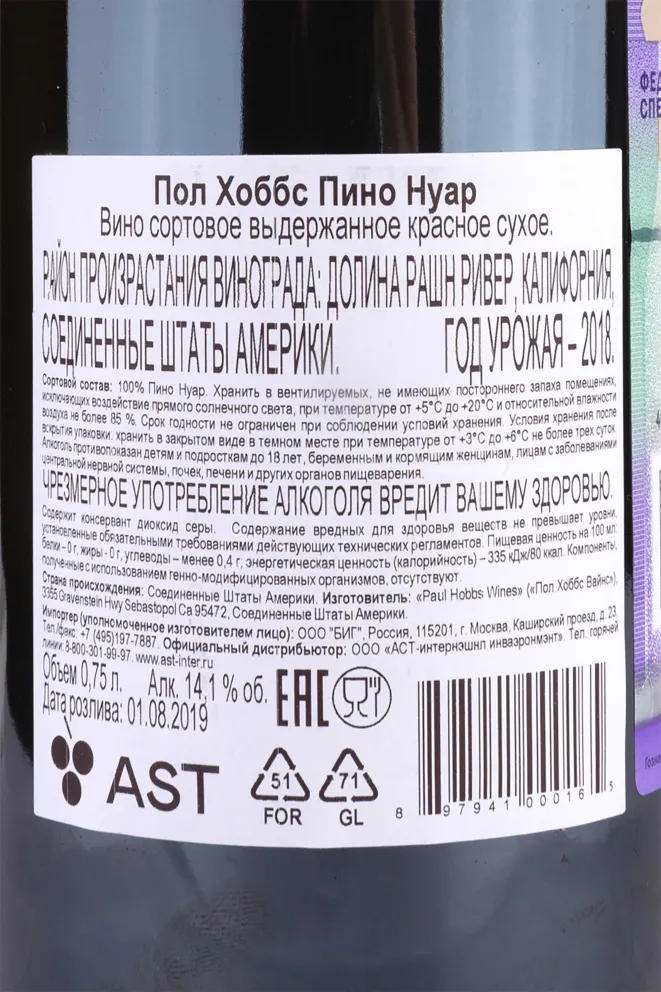 Пол Хоббс Пино Нуар
Вино сортовое выдержанное красное сухое.
РАЙОН ПРОИЗРАСТАНИЯ ВИНОГРАДА: ДОЛИНА РАШН РИВЕР, КАЛИФОРНИЯ,
СОЕДИНЕННЫЕ ШТАТЫ АМЕРИКИ. ГОД УРОЖАЯ – 2018.
Сортовой состав: 100% Пино Нуар. Хранить в вентилируемых, не имеющих постороннего запаха помещениях,
исключающих воздействие прямого солнечного света, при температуре от +5°С до +20°С и относительной влажности
воздуха не более 85 %. Срок годности не ограничен при соблюдении условий хранения. Условия хранения после
вскрытия упаковки: хранить в закрытом виде в темном месте при температуре от +3°С до +6°С не более трех суток.
Алкоголь противопоказан детям и подросткам до 18 лет, беременным и кормящим женщинам, лицам с заболеваниями
центральной нервной системы, почек, печени и других органов пищеварения.
ЧРЕЗМЕРНОЕ УПОТРЕБЛЕНИЕ АЛКОГОЛЯ ВРЕДИТ ВАШЕМУ ЗДОРОВЬЮ.
Содержит консервант диоксид серы. Содержание вредных для здоровья веществ не превышает уровни,
установленные обязательными требованиями действующих технических регламентов. Пищевая ценность на 100 мл:
белки – 0 г, жиры - 0 г, углеводы – менее 0,4 г; энергетическая ценность (калорийность) – 335 кДж/80 ккал. Компоненты,
полученные с использованием генно-модифицированных организмов, отсутствуют.
Страна происхождения: Соединенные Штаты Америки. Изготовитель: «Paul Hobbs Wines» («Пол Хоббс Вайнс»),
3355 Gravenstein Hwy Sebastopol Ca 95472, Соединенные Штаты Америки.
Импортер (уполномоченное изготовителем лицо): ООО "БИГ", Россия, 115201, г. Москва, Каширский проезд, д. 23.
Тел./факс: +7 (495)197-7887. Официальный дистрибьютор: ООО «АСТ-интернэшнл инваэронмэнт». Тел. горячей
линии: 8-800-301-99-97. www.ast-inter.ru
Объем 0,75 л. Алк. 14,1 % об.
Дата розлива: 01.08.2019
EAC
AST
51
FOR
71
GL
8 97941 00016 5
ФЕД
СПЕ